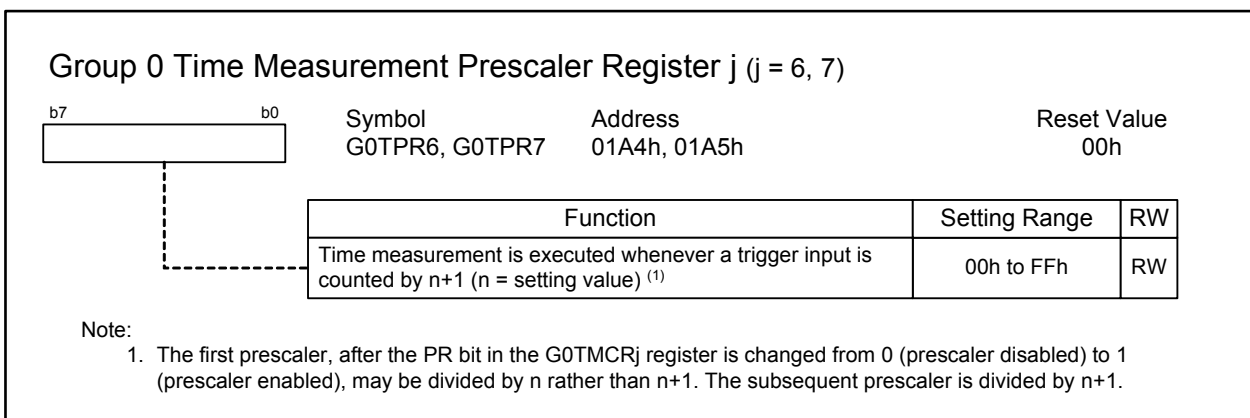 Group 0 Time Measurement Prescaler Register j (j = 6, 7)
b7 b0
Symbol Address Reset Value
G0TPR6, G0TPR7 01A4h, 01A5h 00h
Function Setting Range RW
Time measurement is executed whenever a trigger input is
counted by n+1 (n = setting value) (1)
00h to FFh RW
Note:
1. The first prescaler, after the PR bit in the G0TMCRj register is changed from 0 (prescaler disabled) to 1
(prescaler enabled), may be divided by n rather than n+1. The subsequent prescaler is divided by n+1.